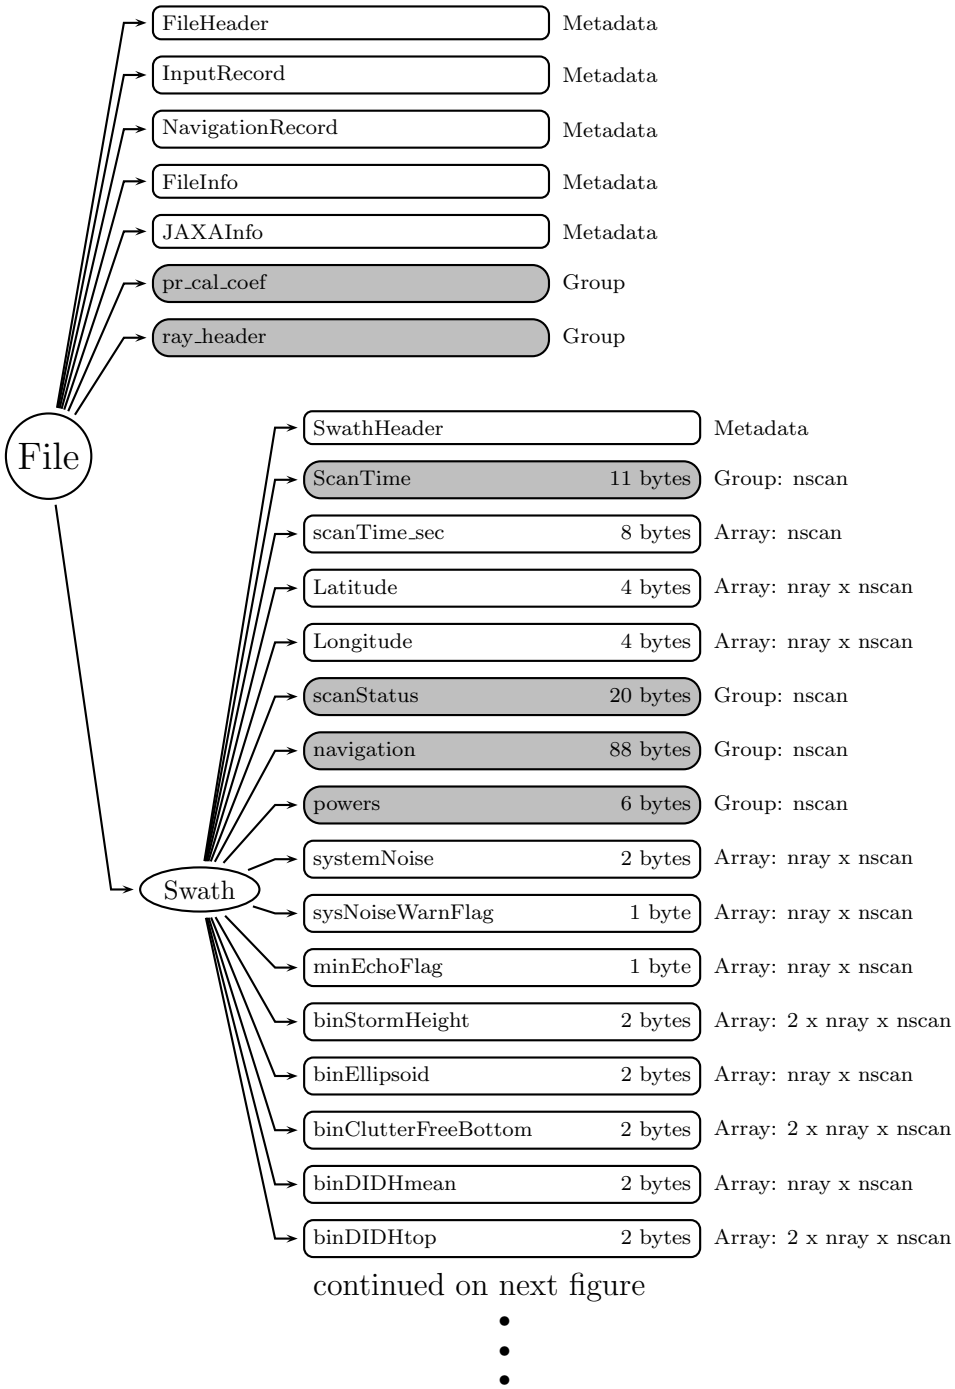 FileHeader Metadata
InputRecord Metadata
NavigationRecord Metadata
FileInfo Metadata
JAXAInfo Metadata
pr_cal_coef Group
ray_header Group
File
SwathHeader Metadata
ScanTime 11 bytes Group: nscan
scanTime_sec 8 bytes Array: nscan
Latitude 4 bytes Array: nray x nscan
Longitude 4 bytes Array: nray x nscan
scanStatus 20 bytes Group: nscan
navigation 88 bytes Group: nscan
powers 6 bytes Group: nscan
systemNoise 2 bytes Array: nray x nscan
Swath
sysNoiseWarnFlag 1 byte Array: nray x nscan
minEchoFlag 1 byte Array: nray x nscan
binStormHeight 2 bytes Array: 2 x nray x nscan
binEllipsoid 2 bytes Array: nray x nscan
binClutterFreeBottom 2 bytes Array: 2 x nray x nscan
binDIDHmean 2 bytes Array: nray x nscan
binDIDHtop 2 bytes Array: 2 x nray x nscan
continued on next figure